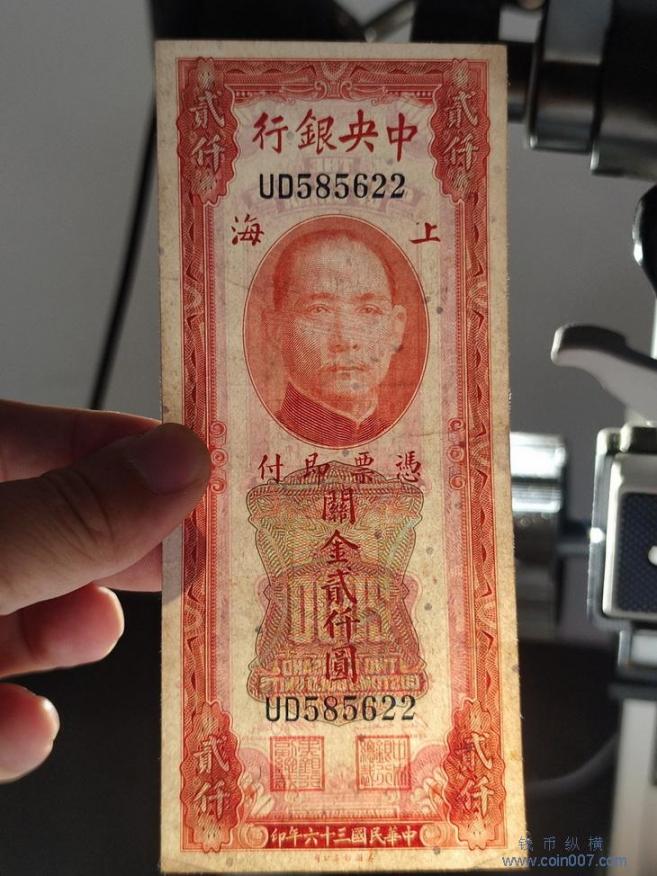 貳仟
貳仟
中央銀行
UD585622
上海
憑票即付
關金貳仟圓
UD585622
貳仟
貳仟
中華民國三十六年印
钱币纵横
www.coin007.com